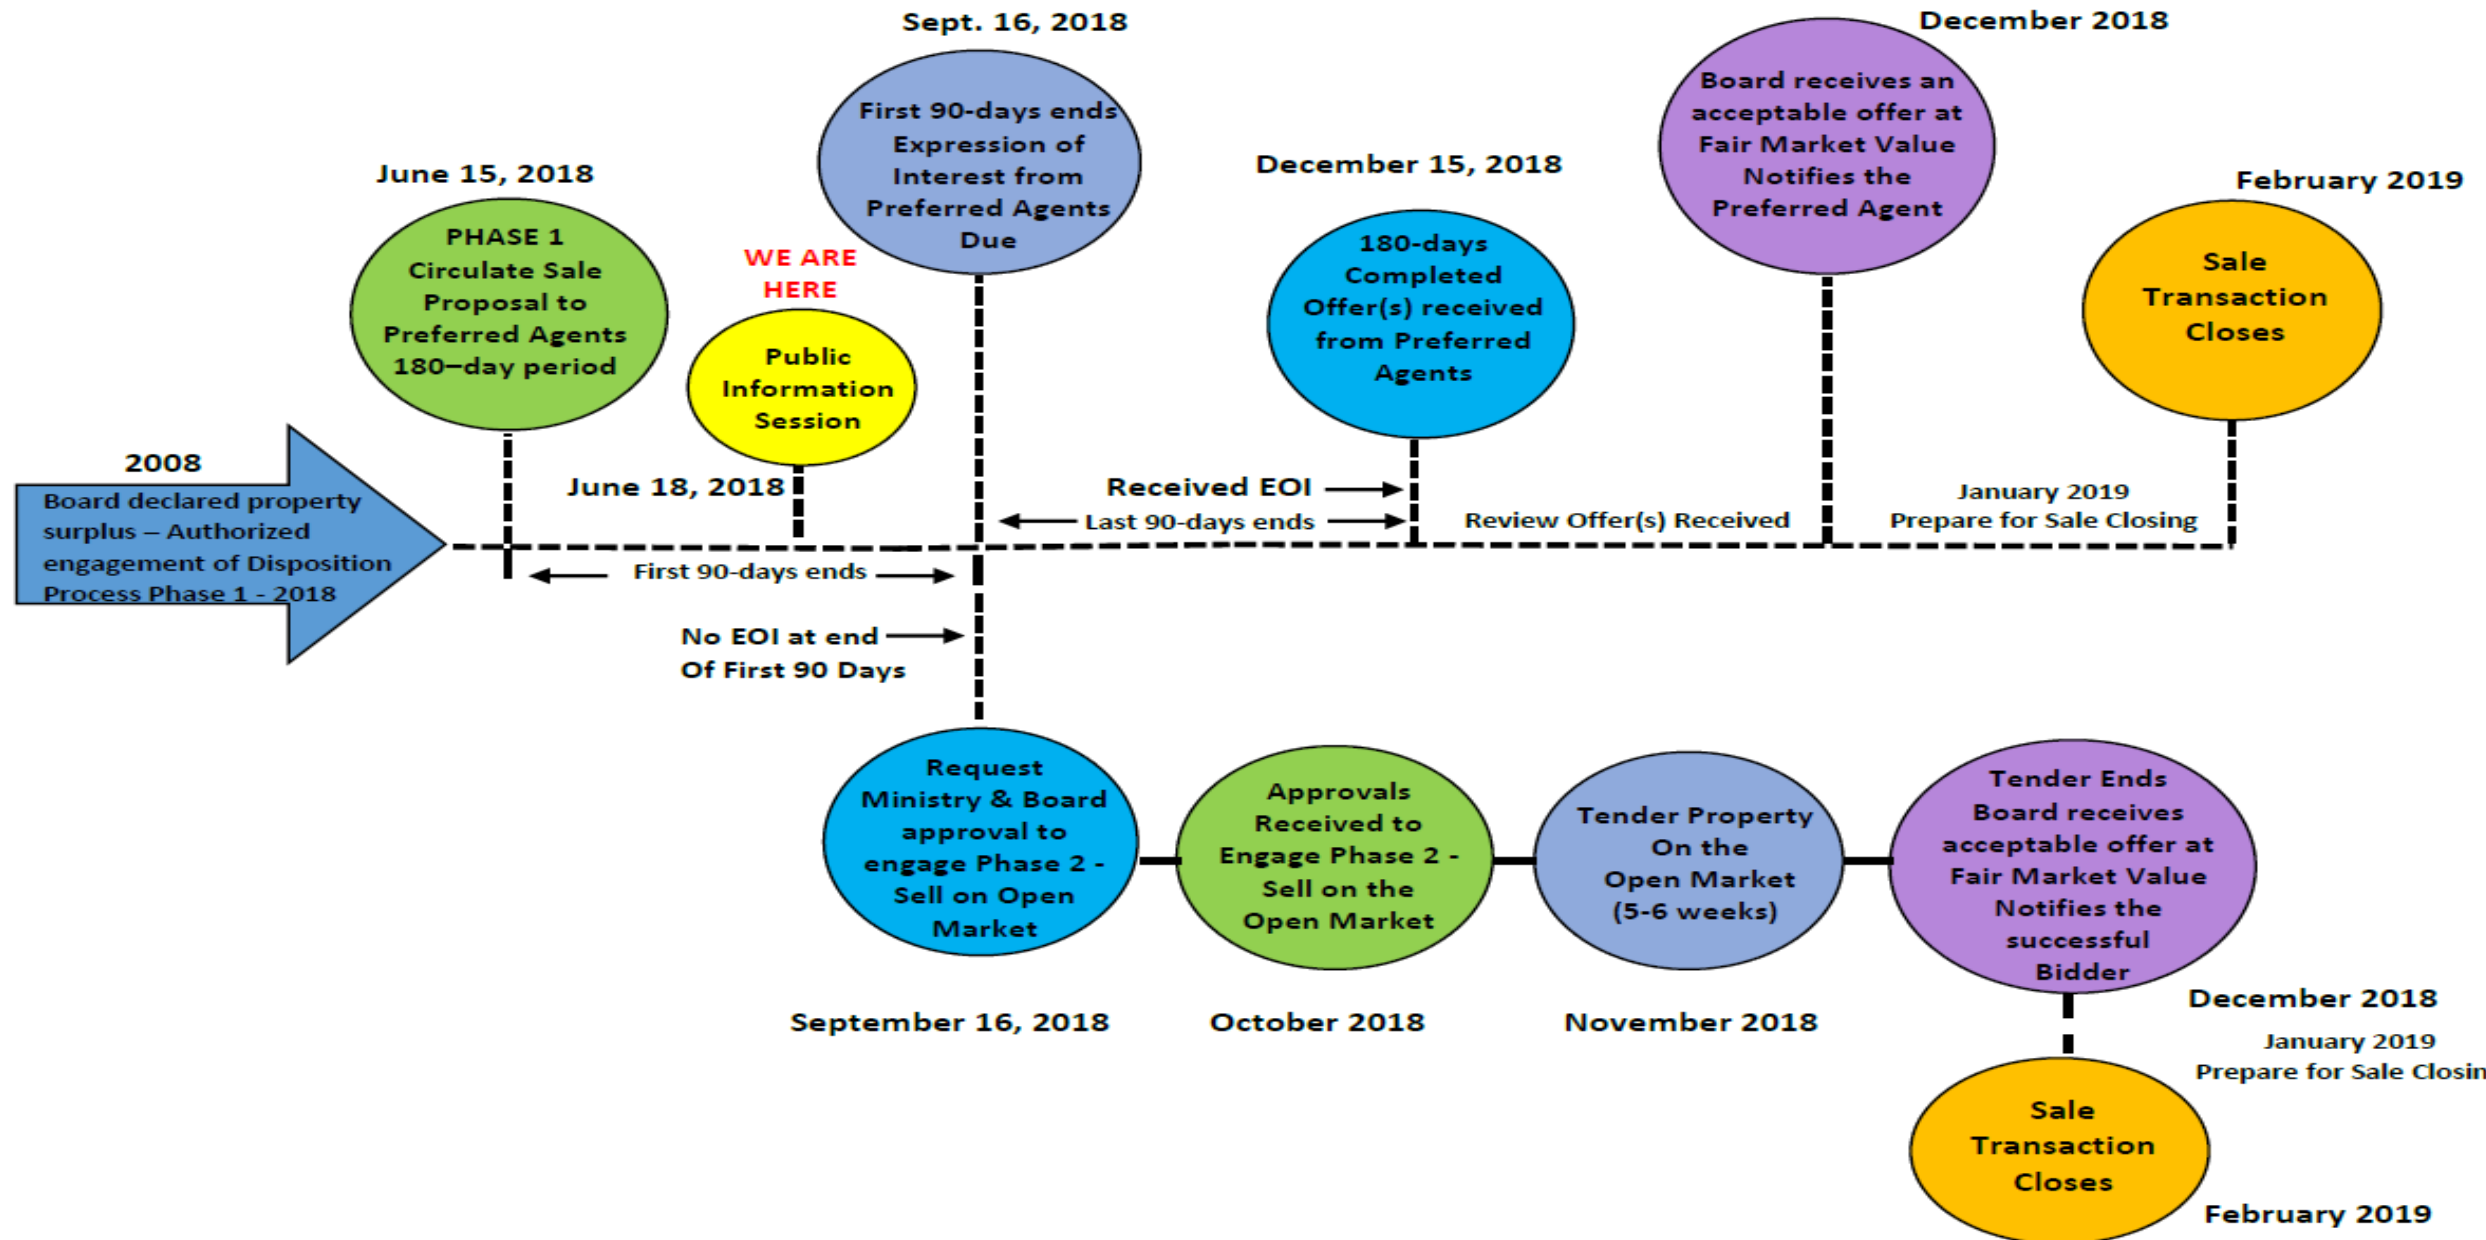 2008
Board declared property
surplus – Authorized
engagement of Disposition
Process Phase 1 - 2018
June 15, 2018
PHASE 1
Circulate Sale
Proposal to
Preferred Agents
180–day period
WE ARE
HERE
Public
Information
Session
June 18, 2018
Sept. 16, 2018
First 90-days ends
Expression of
Interest from
Preferred Agents
Due
First 90-days ends
No EOI at end
Of First 90 Days
Received EOI
Last 90-days ends
December 15, 2018
180-days
Completed
Offer(s) received
from Preferred
Agents
Review Offer(s) Received
December 2018
Board receives an
acceptable offer at
Fair Market Value
Notifies the
Preferred Agent
January 2019
Prepare for Sale Closing
February 2019
Sale
Transaction
Closes
Request
Ministry & Board
approval to
engage Phase 2 -
Sell on Open
Market
September 16, 2018
Approvals
Received to
Engage Phase 2 -
Sell on the
Open Market
October 2018
Tender Property
On the
Open Market
(5-6 weeks)
November 2018
Tender Ends
Board receives
acceptable offer at
Fair Market Value
Notifies the
successful
Bidder
December 2018
January 2019
Prepare for Sale Closin
Sale
Transaction
Closes
February 2019